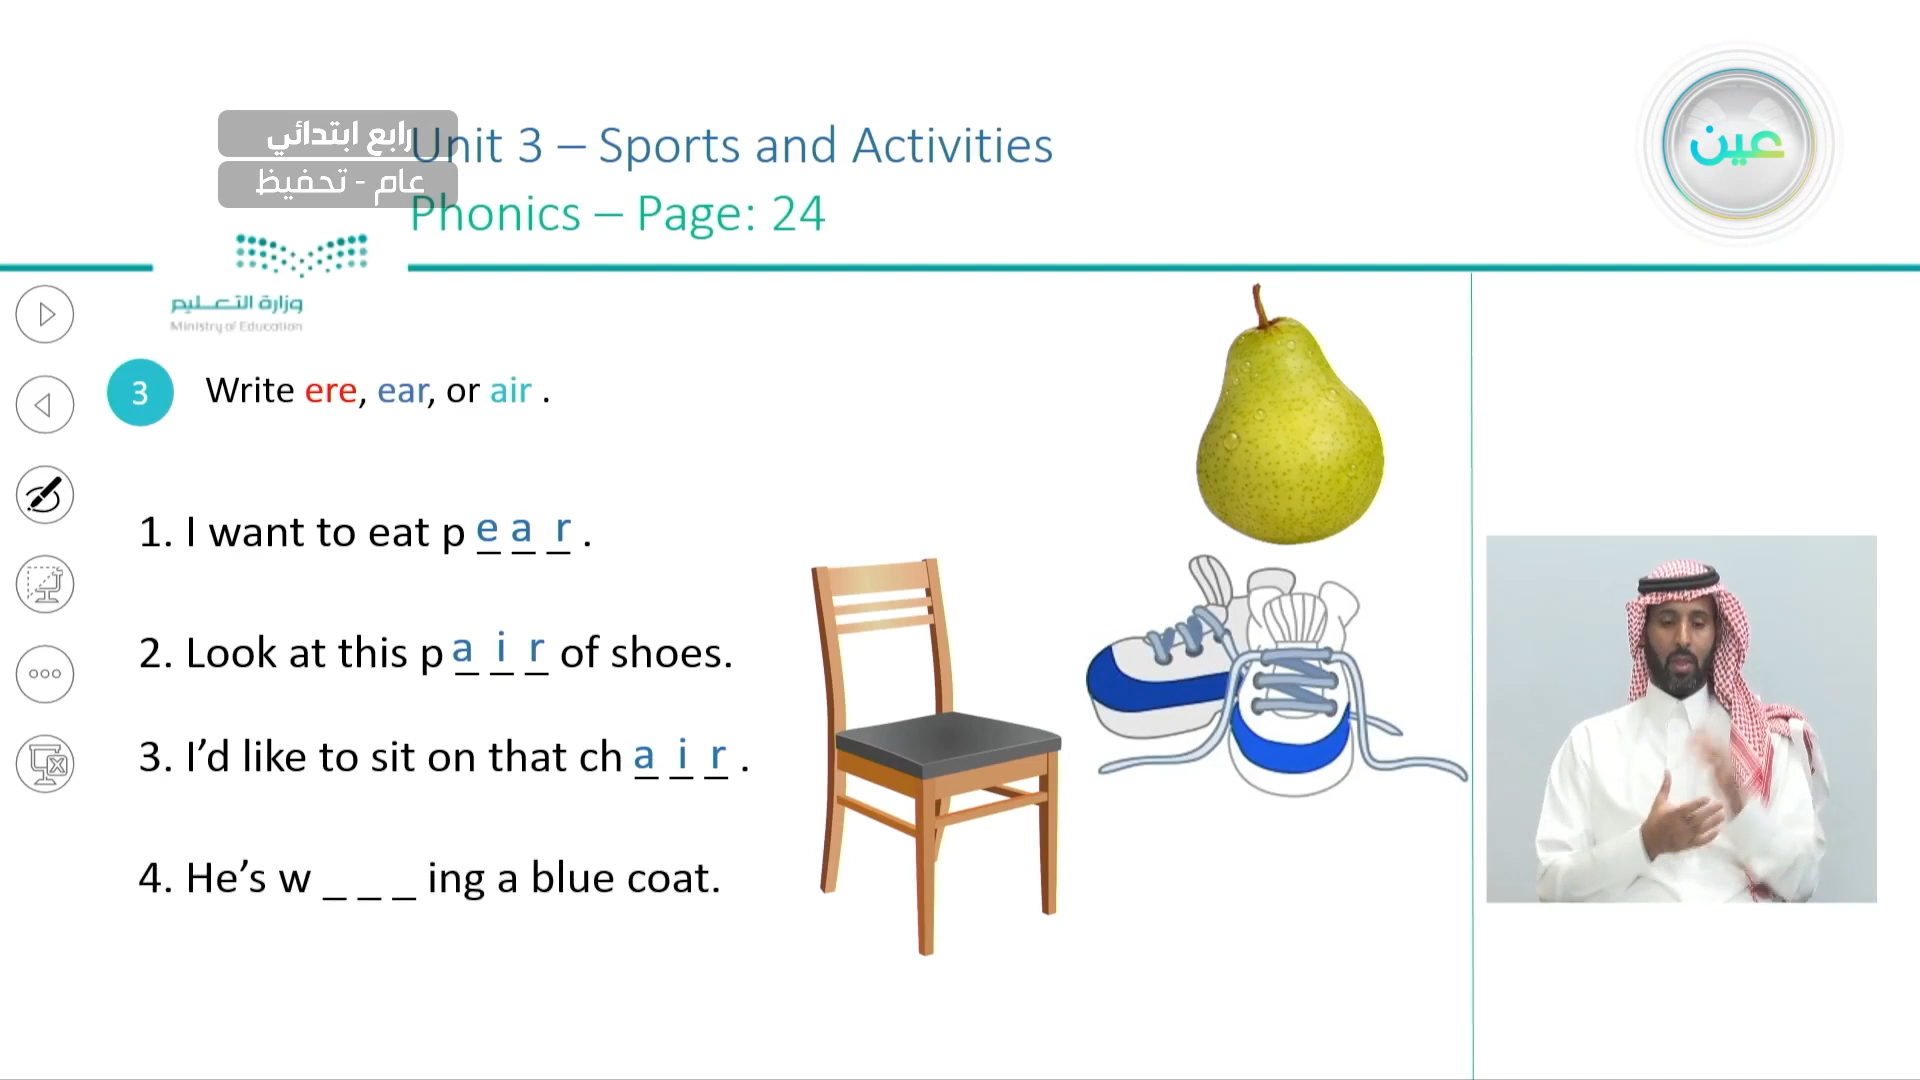 رابع ابتدائي
عام - تحفيظ
Unit 3 – Sports and Activities
Phonics – Page: 24
عين
وزارة التعليم
Ministry of Education
3 Write ere, ear, or air .
1. I want to eat p e a r .
2. Look at this p a i r of shoes.
3. I’d like to sit on that ch a i r .
4. He’s w _ _ _ ing a blue coat.